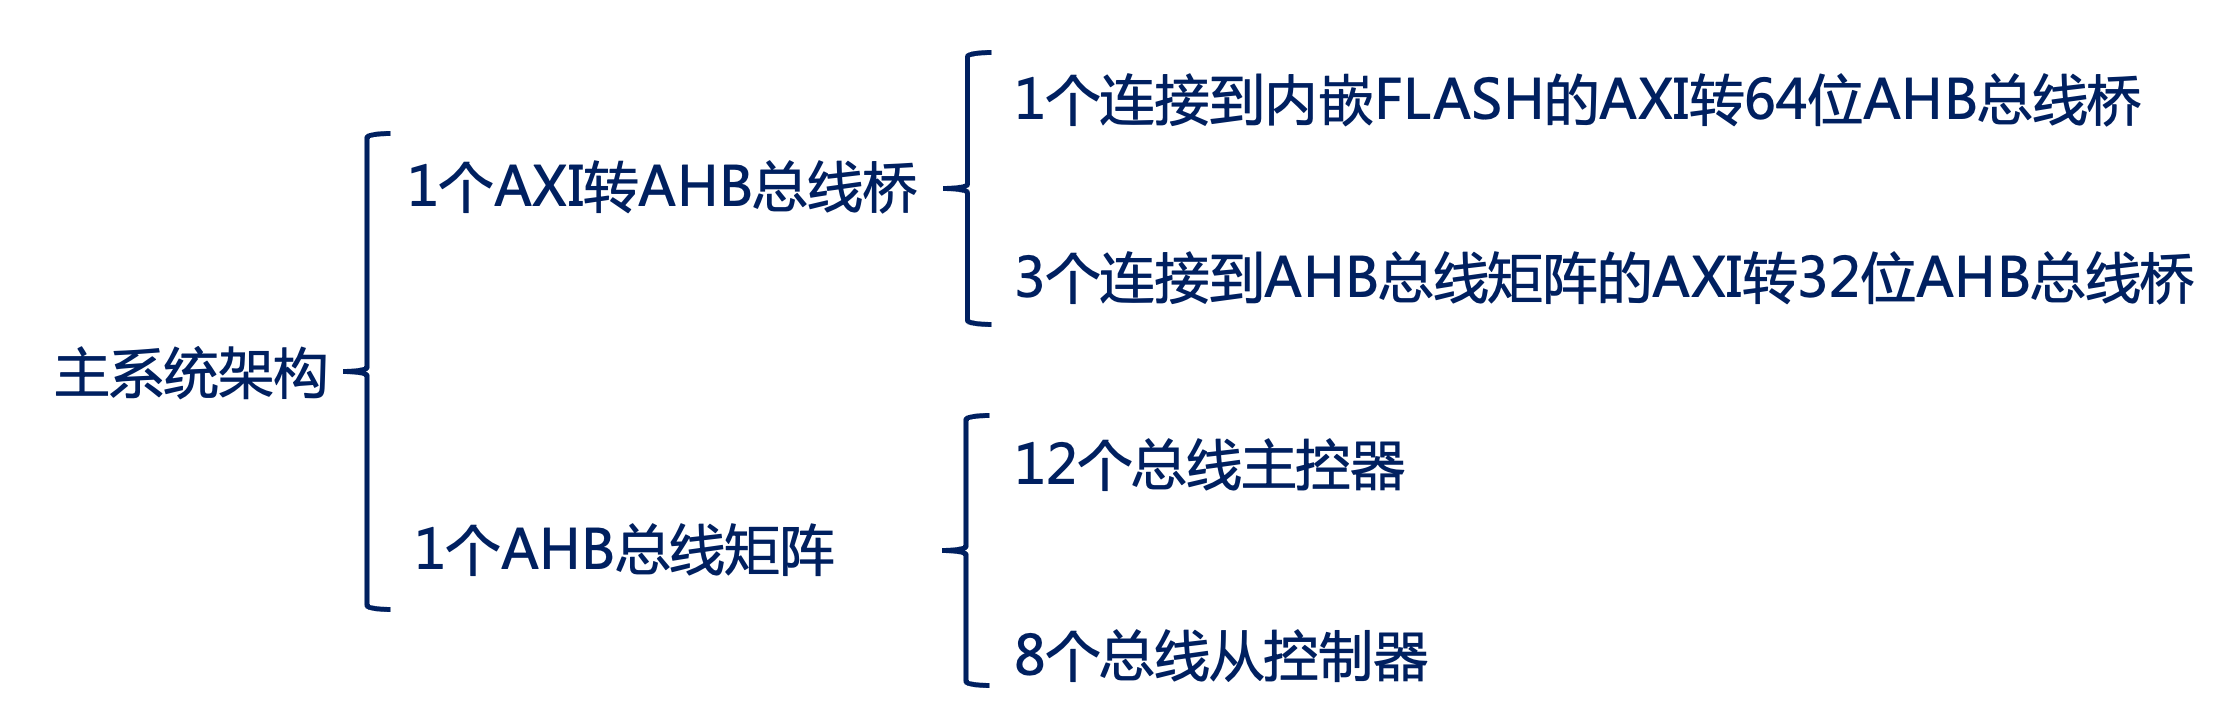 1个连接到内嵌FLASH的AXI转64位AHB总线桥
1个AXI转AHB总线桥
3个连接到AHB总线矩阵的AXI转32位AHB总线桥
主系统架构
12个总线主控器
1个AHB总线矩阵
8个总线从控制器